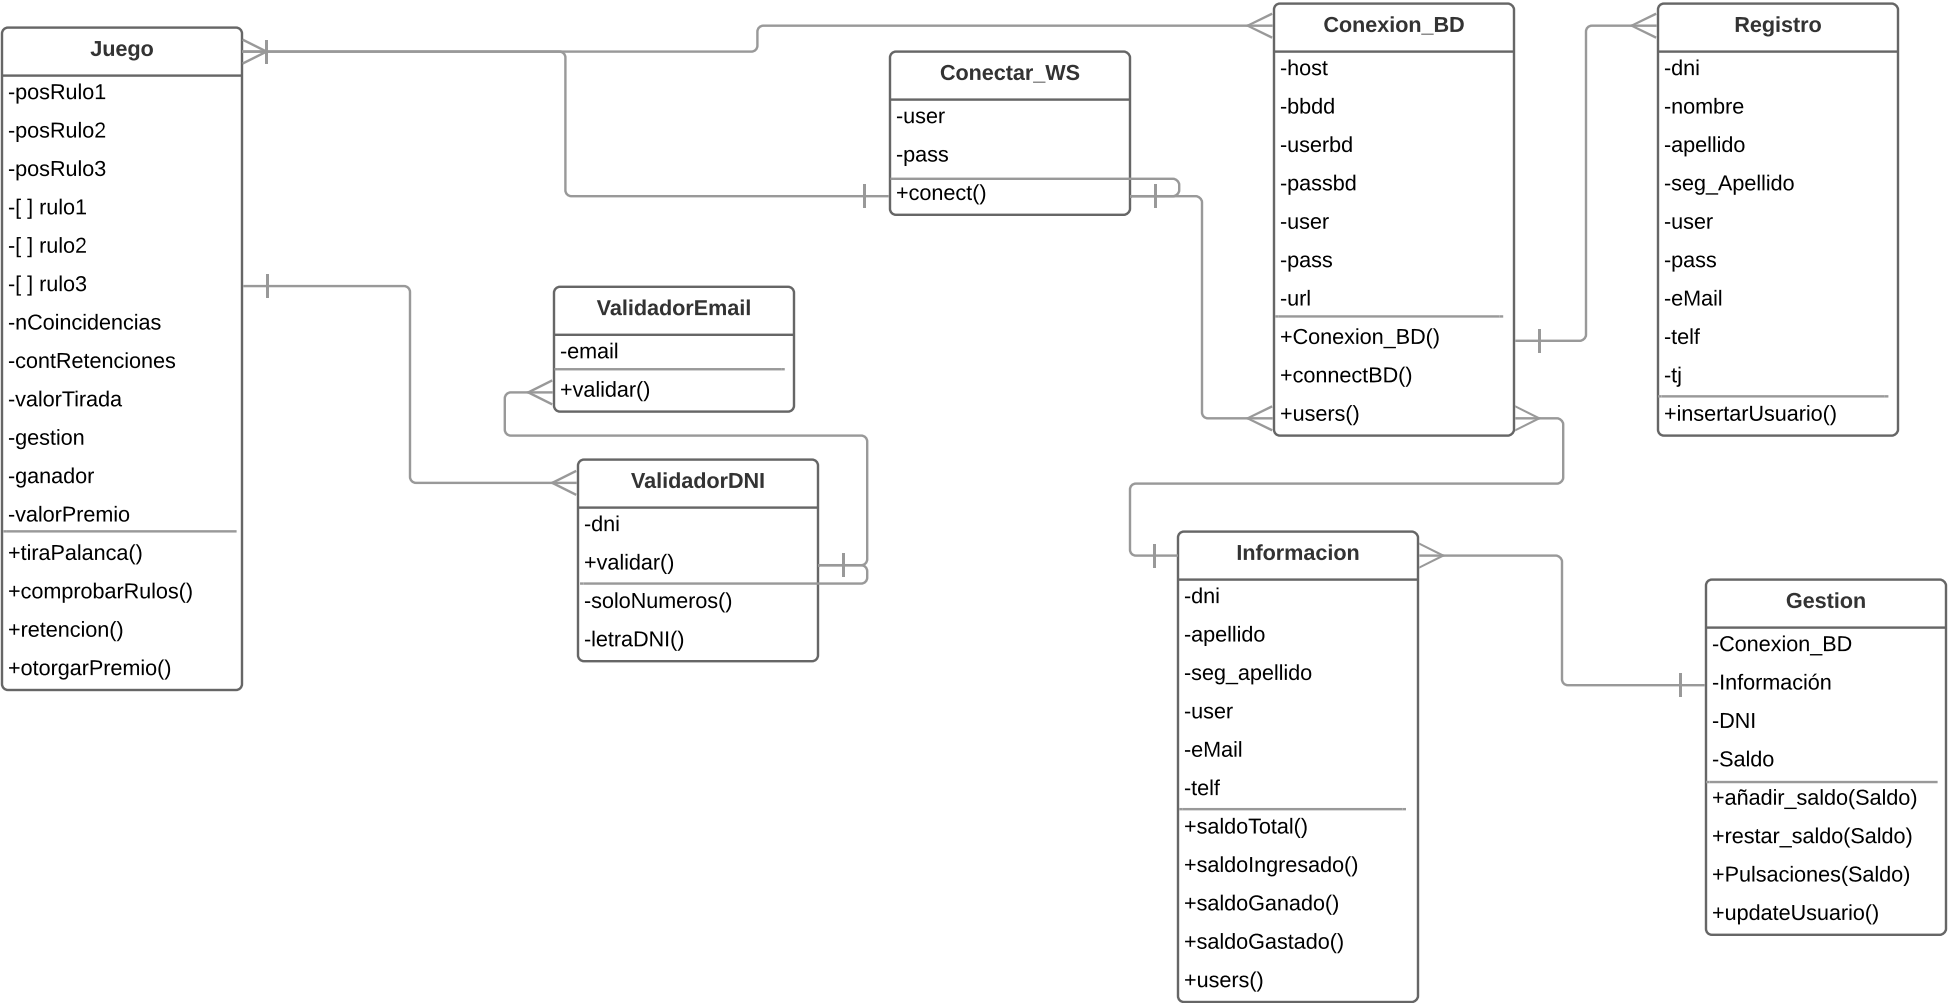 Juego
-posRulo1
-posRulo2
-posRulo3
-[ ] rulo1
-[ ] rulo2
-[ ] rulo3
-nCoincidencias
-contRetenciones
-valorTirada
-gestion
-ganador
-valorPremio
+tiraPalanca()
+comprobarRulos()
+retencion()
+otorgarPremio()
ValidadorEmail
-email
+validar()
ValidadorDNI
-dni
+validar()
-soloNumeros()
-letraDNI()
Conectar_WS
-user
-pass
+conect()
Conexion_BD
-host
-bbdd
-userbd
-passbd
-user
-pass
-url
+Conexion_BD()
+connectBD()
+users()
Registro
-dni
-nombre
-apellido
-seg_Apellido
-user
-pass
-eMail
-telf
-tj
+insertarUsuario()
Informacion
-dni
-apellido
-seg_apellido
-user
-eMail
-telf
+saldoTotal()
+saldoIngresado()
+saldoGanado()
+saldoGastado()
+users()
Gestion
-Conexion_BD
-Información
-DNI
-Saldo
+añadir_saldo(Saldo)
+restar_saldo(Saldo)
+Pulsaciones(Saldo)
+updateUsuario()